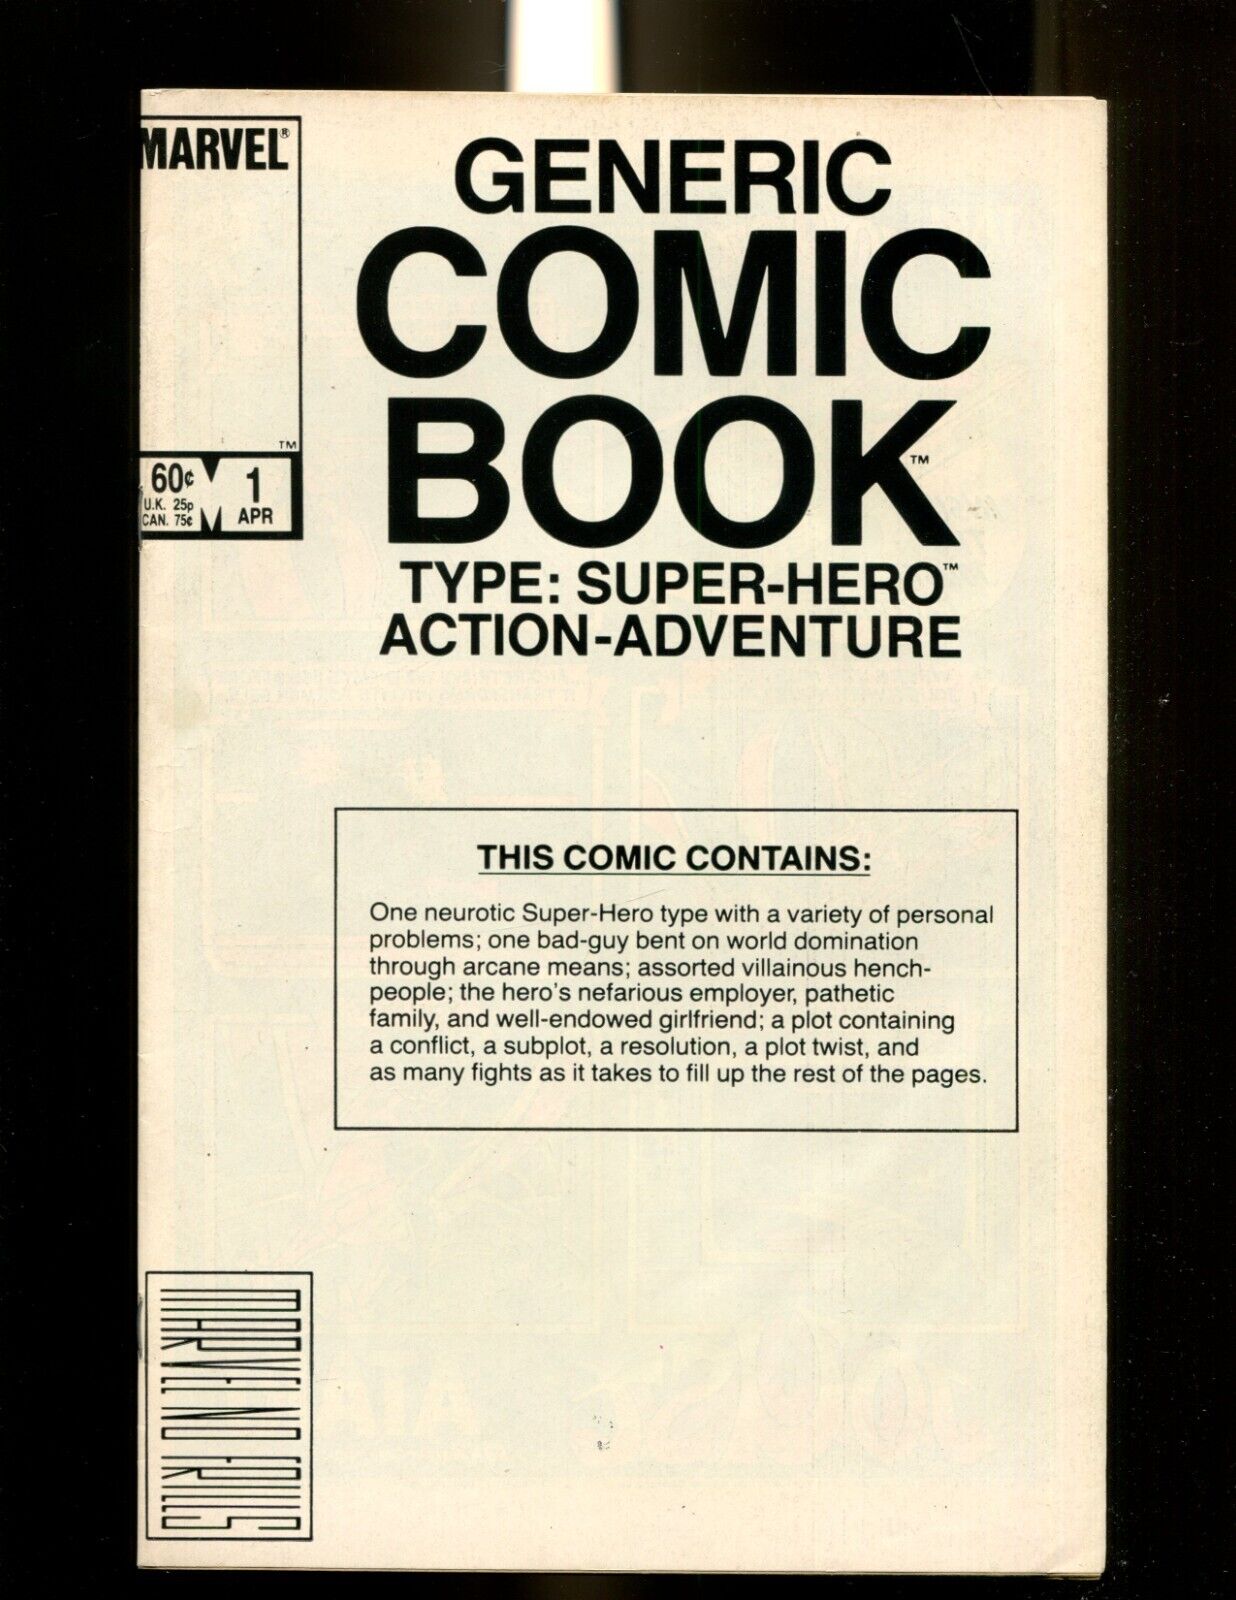 MARVEL®
TM
60¢
U.K. 25p
CAN. 75¢
1
APR
GENERIC
COMIC
BOOK™
TYPE: SUPER-HERO™
ACTION-ADVENTURE
THIS COMIC CONTAINS:
One neurotic Super-Hero type with a variety of personal
problems; one bad-guy bent on world domination
through arcane means; assorted villainous hench-
people; the hero's nefarious employer, pathetic
family, and well-endowed girlfriend; a plot containing
a conflict, a subplot, a resolution, a plot twist, and
as many fights as it takes to fill up the rest of the pages.
MARVEL NO FRILLS